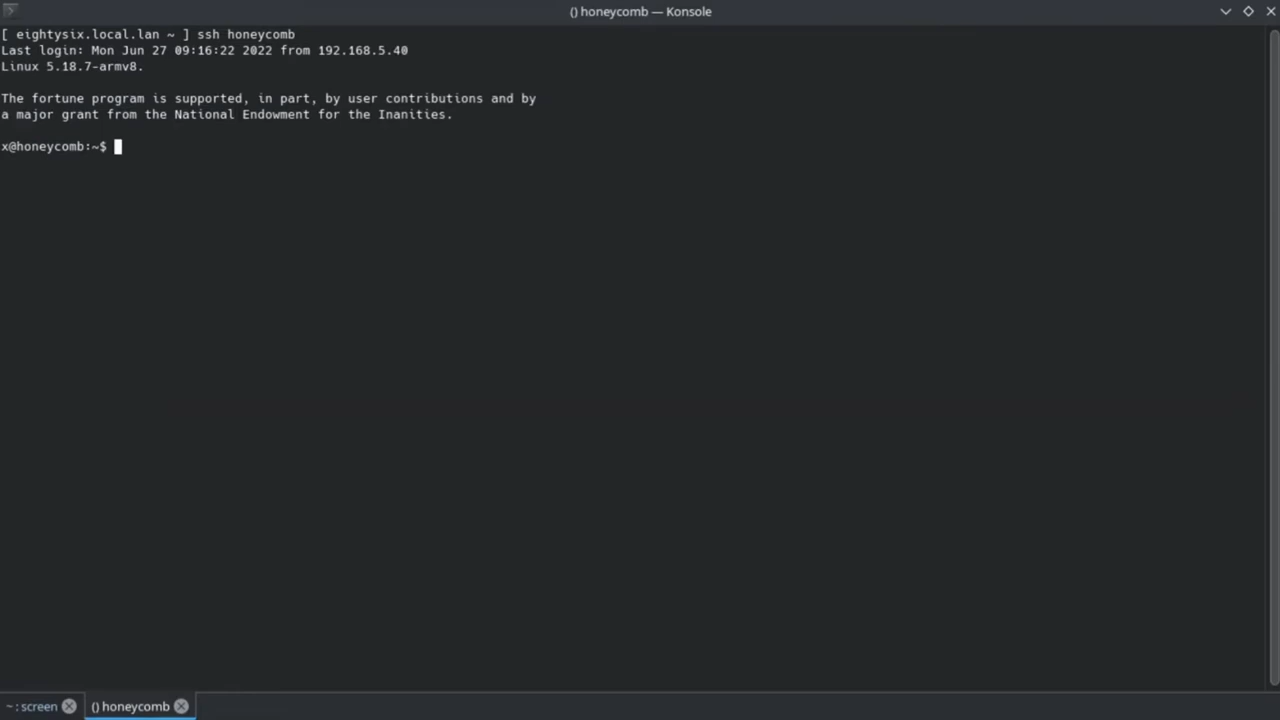 () honeycomb — Konsole
[ eightysix.local.lan ~ ] ssh honeycomb
Last login: Mon Jun 27 09:16:22 2022 from 192.168.5.40
Linux 5.18.7-armv8.
The fortune program is supported, in part, by user contributions and by
a major grant from the National Endowment for the Inanities.
x@honeycomb:~$
~ : screen
() honeycomb